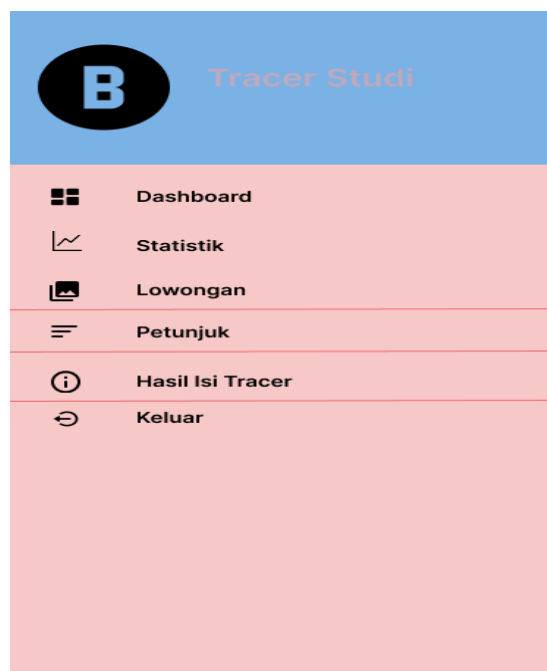 B
Tracer Studi
Dashboard
Statistik
Lowongan
Petunjuk
Hasil Isi Tracer
Keluar